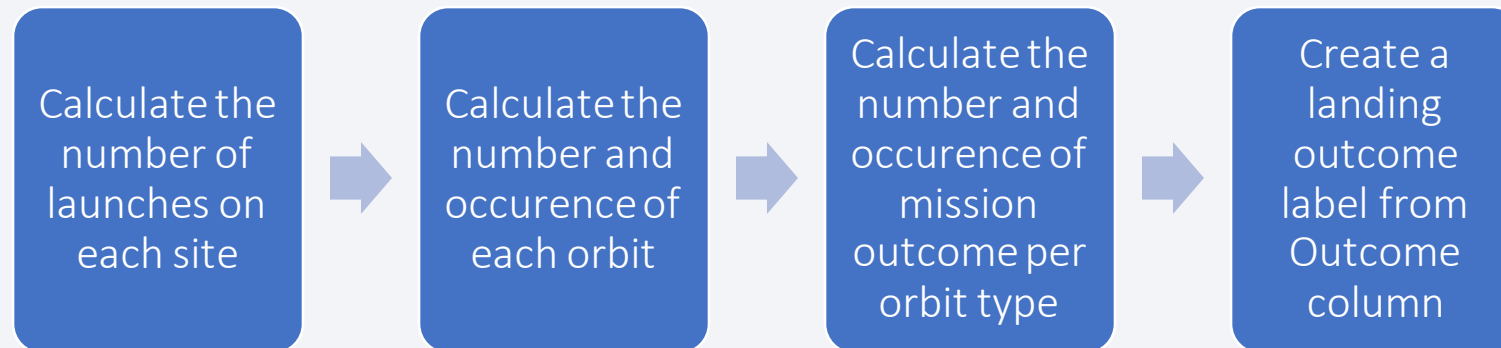 Calculate the
number of
launches on
each site
Calculate the
number and
occurence of
each orbit
Calculate the
number and
occurence of
mission
outcome per
orbit type
Create a
landing
outcome
label from
Outcome
column